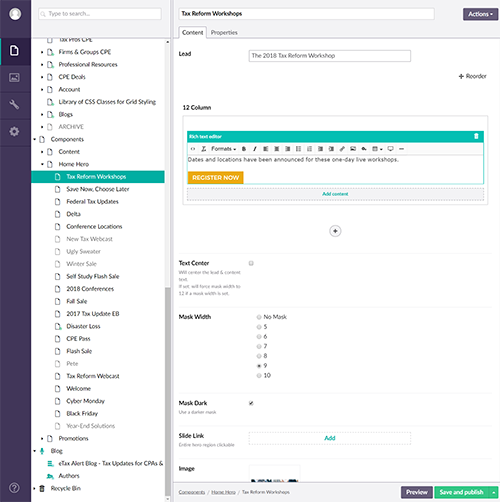 Type to search...
Tax Pros CPE
Firms & Groups CPE
Professional Resources
CPE Deals
Account
Library of CSS Classes for Grid Styling
Blogs
ARCHIVE
Components
Content
Home Hero
Tax Reform Workshops
Save Now, Choose Later
Federal Tax Updates
Delta
Conference Locations
New Tax Webcast
Ugly Sweater
Winter Sale
Self Study Flash Sale
2018 Conferences
Fall Sale
2017 Tax Update EB
Disaster Loss
CPE Pass
Flash Sale
Pete
Tax Reform Webcast
Welcome
Cyber Monday
Black Friday
Year-End Solutions
Promotions
Blog
eTax Alert Blog - Tax Updates for CPAs &
Authors
Recycle Bin
Tax Reform Workshops
Actions
Content
Properties
Lead
The 2018 Tax Reform Workshop
Reorder
12 Column
Rich text editor
Formats
B I
Dates and locations have been announced for these one-day live workshops.
REGISTER NOW
Add content
Text Center
Will center the lead & content
text.
If set will force mask width to
12 if a mask width is set.
Mask Width
No Mask
5
6
7
8
9
10
Mask Dark
Use a darker mask
Slide Link
Entire hero region clickable
Add
Image
Components / Home Hero / Tax Reform Workshops
Preview
Save and publish